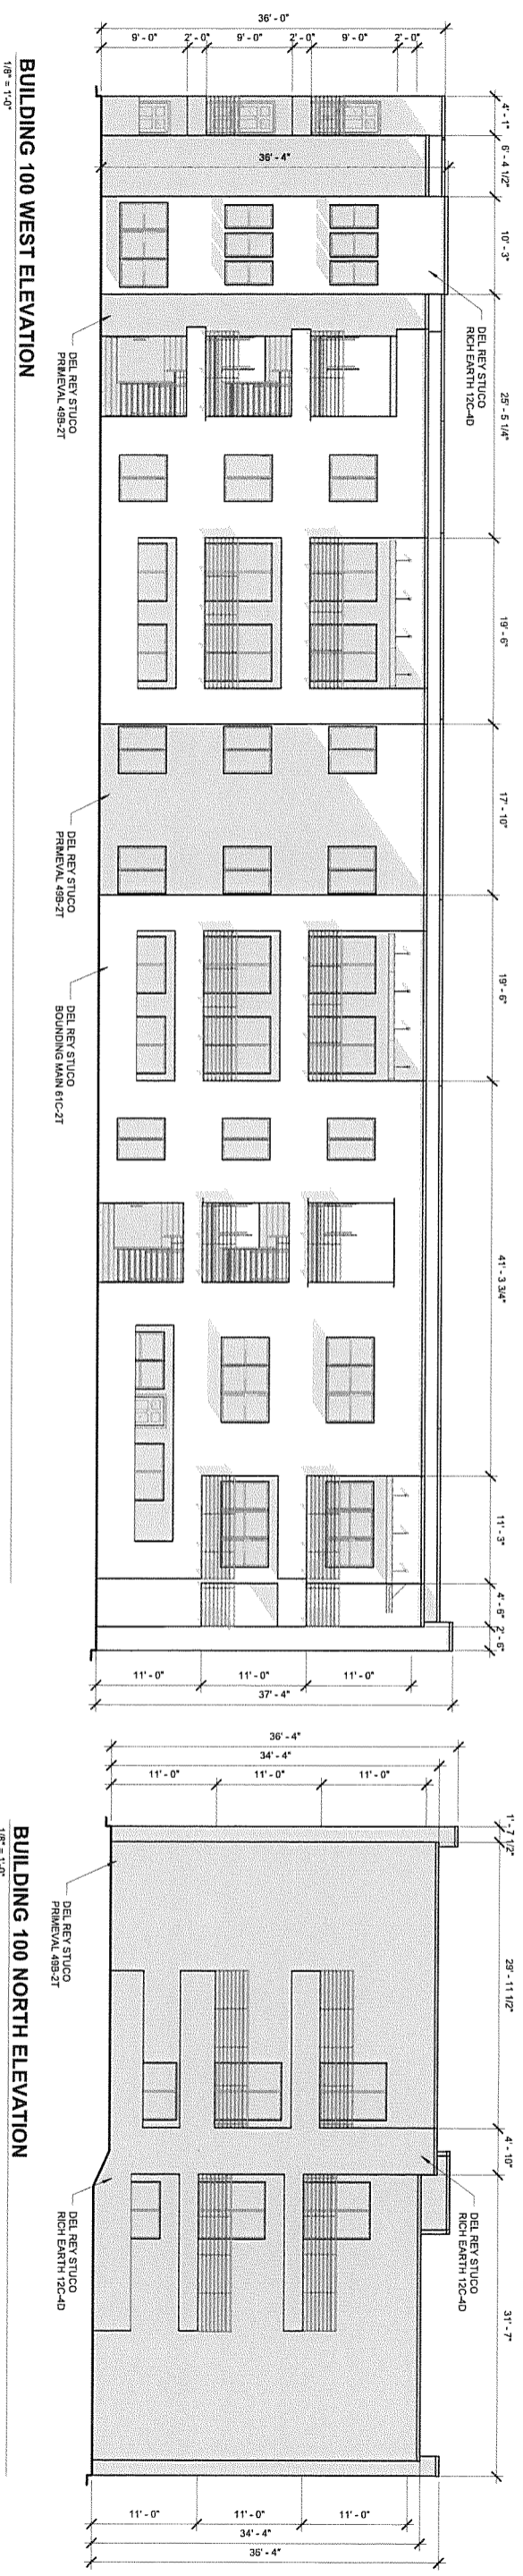 36' - 0"
9' - 0"
2' - 0"
9' - 0"
2' - 0"
9' - 0"
2' - 0"
4' - 1"
6' - 4 1/2"
10' - 3"
25' - 5 1/4"
19' - 6"
17' - 10"
19' - 6"
41' - 3 3/4"
11' - 3"
4' - 6"
2' - 6"
36' - 4"
DEL REY STUCO
RICH EARTH 12C-4D
DEL REY STUCO
PRIMEVAL 49B-2T
DEL REY STUCO
PRIMEVAL 49B-2T
DEL REY STUCO
BOUNDING MAIN 61C-2T
11' - 0"
11' - 0"
11' - 0"
37' - 4"
BUILDING 100 WEST ELEVATION
1/8" = 1'-0"
36' - 4"
34' - 4"
11' - 0"
11' - 0"
11' - 0"
1' - 7 1/2"
29' - 11 1/2"
4' - 10"
31' - 7"
DEL REY STUCO
RICH EARTH 12C-4D
DEL REY STUCO
PRIMEVAL 49B-2T
DEL REY STUCO
RICH EARTH 12C-4D
11' - 0"
11' - 0"
11' - 0"
34' - 4"
36' - 4"
BUILDING 100 NORTH ELEVATION
1/8" = 1'-0"